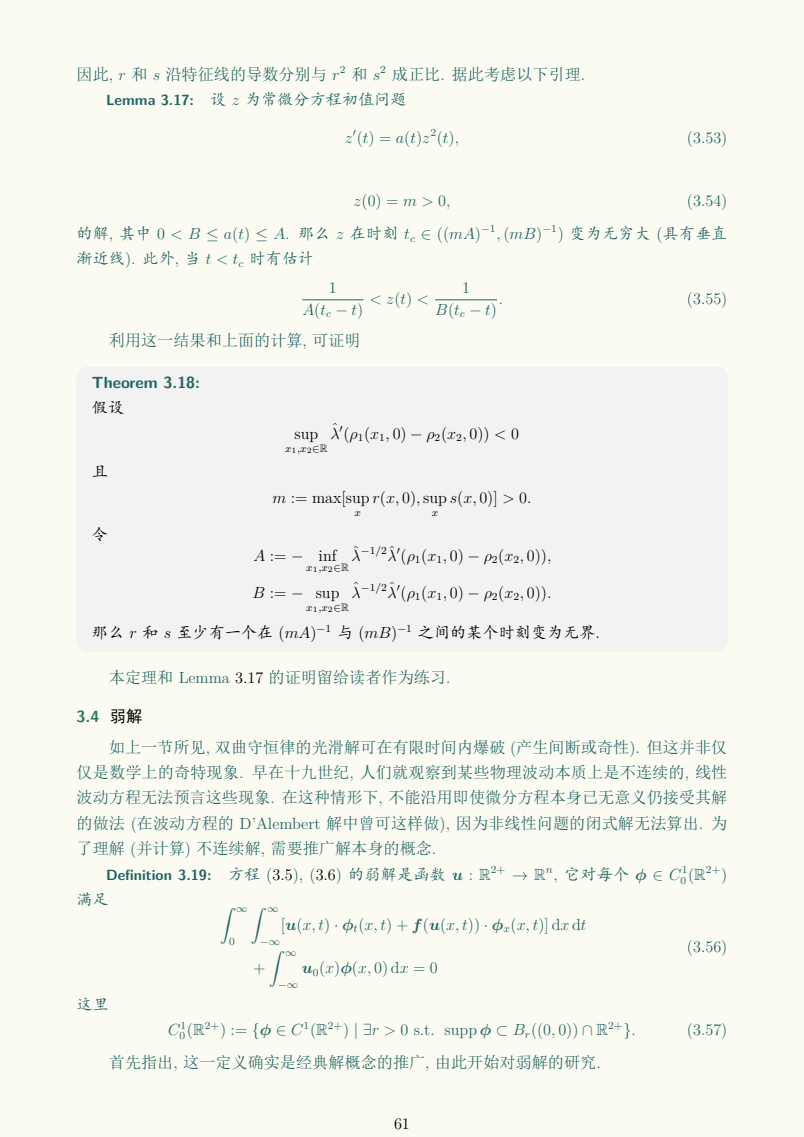 因此, r 和 s 沿特征线的导数分别与 r² 和 s² 成正比. 据此考虑以下引理.
Lemma 3.17: 设 z 为常微分方程初值问题
z′(t) = a(t)z²(t), (3.53)
z(0) = m > 0, (3.54)
的解, 其中 0 < B ≤ a(t) ≤ A. 那么 z 在时刻 t_c ∈ ((mA)⁻¹, (mB)⁻¹) 变为无穷大 (具有垂直
渐近线). 此外, 当 t < t_c 时有估计
\frac{1}{A(t_c − t)} < z(t) < \frac{1}{B(t_c − t)}. (3.55)
利用这一结果和上面的计算, 可证明
Theorem 3.18:
假设
\sup_{x_1,x_2∈ℝ} \hat{λ}′(ρ₁(x₁, 0) − ρ₂(x₂, 0)) < 0
且
m := max[\sup_x r(x, 0), \sup_x s(x, 0)] > 0.
令
A := − \inf_{x_1,x_2∈ℝ} \hat{λ}^{−1/2}\hat{λ}′(ρ₁(x₁, 0) − ρ₂(x₂, 0)),
B := − \sup_{x_1,x_2∈ℝ} \hat{λ}^{−1/2}\hat{λ}′(ρ₁(x₁, 0) − ρ₂(x₂, 0)).
那么 r 和 s 至少有一个在 (mA)⁻¹ 与 (mB)⁻¹ 之间的某个时刻变为无界.
本定理和 Lemma 3.17 的证明留给读者作为练习.
3.4 弱解
如上一节所见, 双曲守恒律的光滑解可在有限时间内爆破 (产生间断或奇性). 但这并非仅
仅是数学上的奇特现象. 早在十九世纪, 人们就观察到某些物理波动本质上是不连续的, 线性
波动方程无法预言这些现象. 在这种情形下, 不能沿用即使微分方程本身已无意义仍接受其解
的做法 (在波动方程的 D'Alembert 解中曾可这样做), 因为非线性问题的闭式解无法算出. 为
了理解 (并计算) 不连续解, 需要推广解本身的概念.
Definition 3.19: 方程 (3.5), (3.6) 的弱解是函数 u : ℝ²⁺ → ℝⁿ, 它对每个 ϕ ∈ C₀¹(ℝ²⁺)
满足
∫_0^∞ ∫_{−∞}^∞ [u(x, t) · ϕ_t(x, t) + f(u(x, t)) · ϕ_x(x, t)] dx dt
+ ∫_{−∞}^∞ u₀(x)ϕ(x, 0) dx = 0 (3.56)
这里
C₀¹(ℝ²⁺) := {ϕ ∈ C¹(ℝ²⁺) | ∃r > 0 s.t. supp ϕ ⊂ B_r((0, 0)) ∩ ℝ²⁺}. (3.57)
首先指出, 这一定义确实是经典解概念的推广, 由此开始对弱解的研究.
61